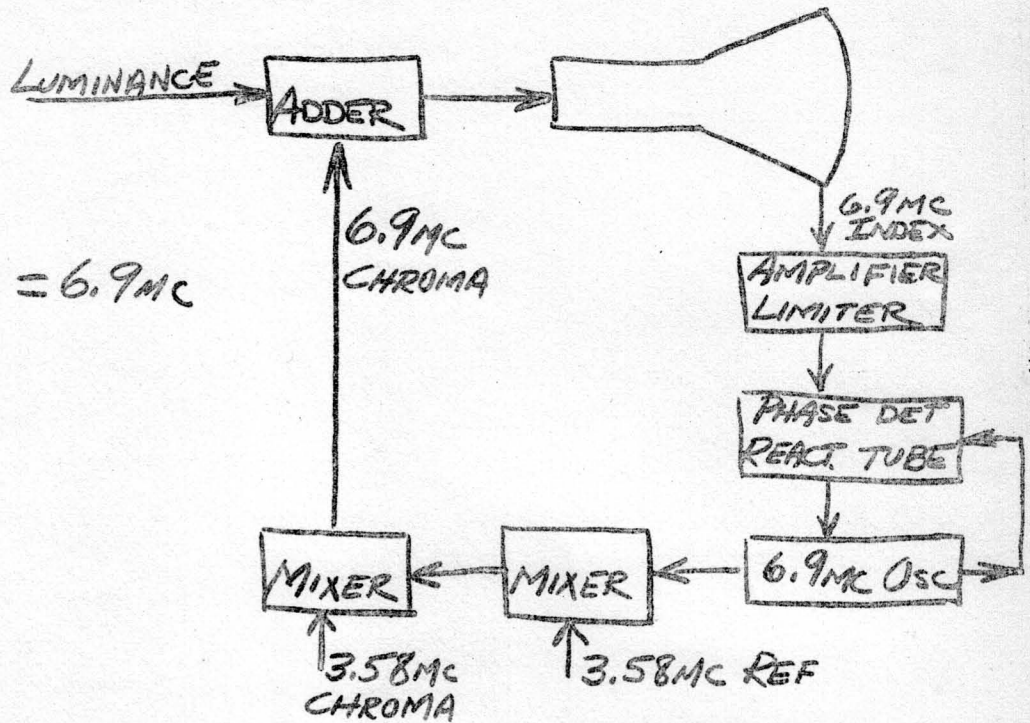 LUMINANCE
ADDER
6.9MC
CHROMA
= 6.9MC
6.9MC
INDEX
AMPLIFIER
LIMITER
PHASE DET
REACT. TUBE
6.9MC OSC
MIXER
MIXER
3.58MC
CHROMA
3.58MC REF